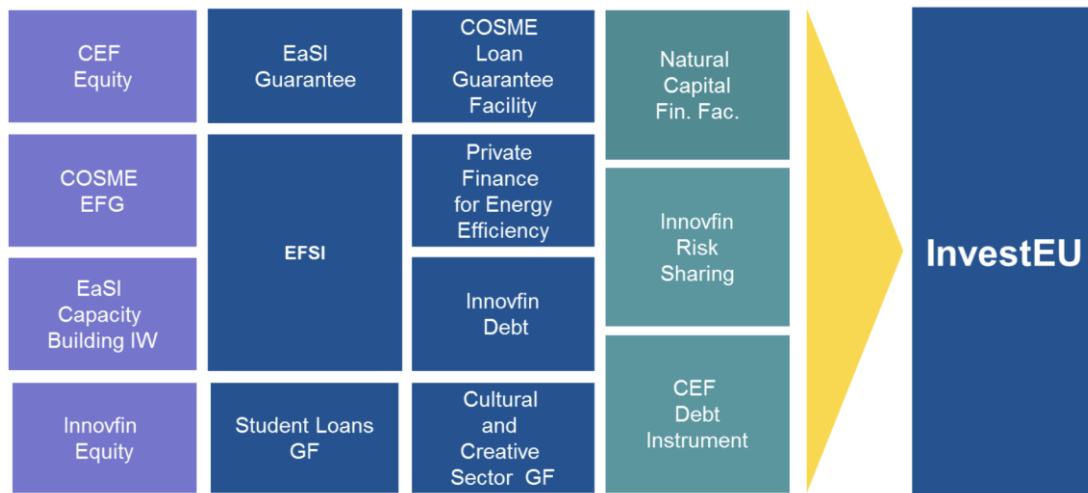 CEF
Equity
EaSI
Guarantee
COSME
Loan
Guarantee
Facility
Natural
Capital
Fin. Fac.
COSME
EFG
EFSI
Private
Finance
for Energy
Efficiency
Innovfin
Risk
Sharing
InvestEU
EaSI
Capacity
Building IW
Innovfin
Debt
CEF
Debt
Instrument
Innovfin
Equity
Student Loans
GF
Cultural
and
Creative
Sector GF